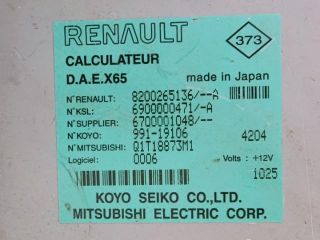 RENAULT
373
CALCULATEUR
D.A.E.X65 made in Japan
N°RENAULT: 8200265136/--A
N°KSL: 6900000471/-A
N°SUPPLIER: 6700001048/--
N°KOYO: 991-19106 4204
N°MITSUBISHI: Q1T18873M1
Logiciel: 0006 Volts : +12V
1025
KOYO SEIKO CO.,LTD.
MITSUBISHI ELECTRIC CORP.